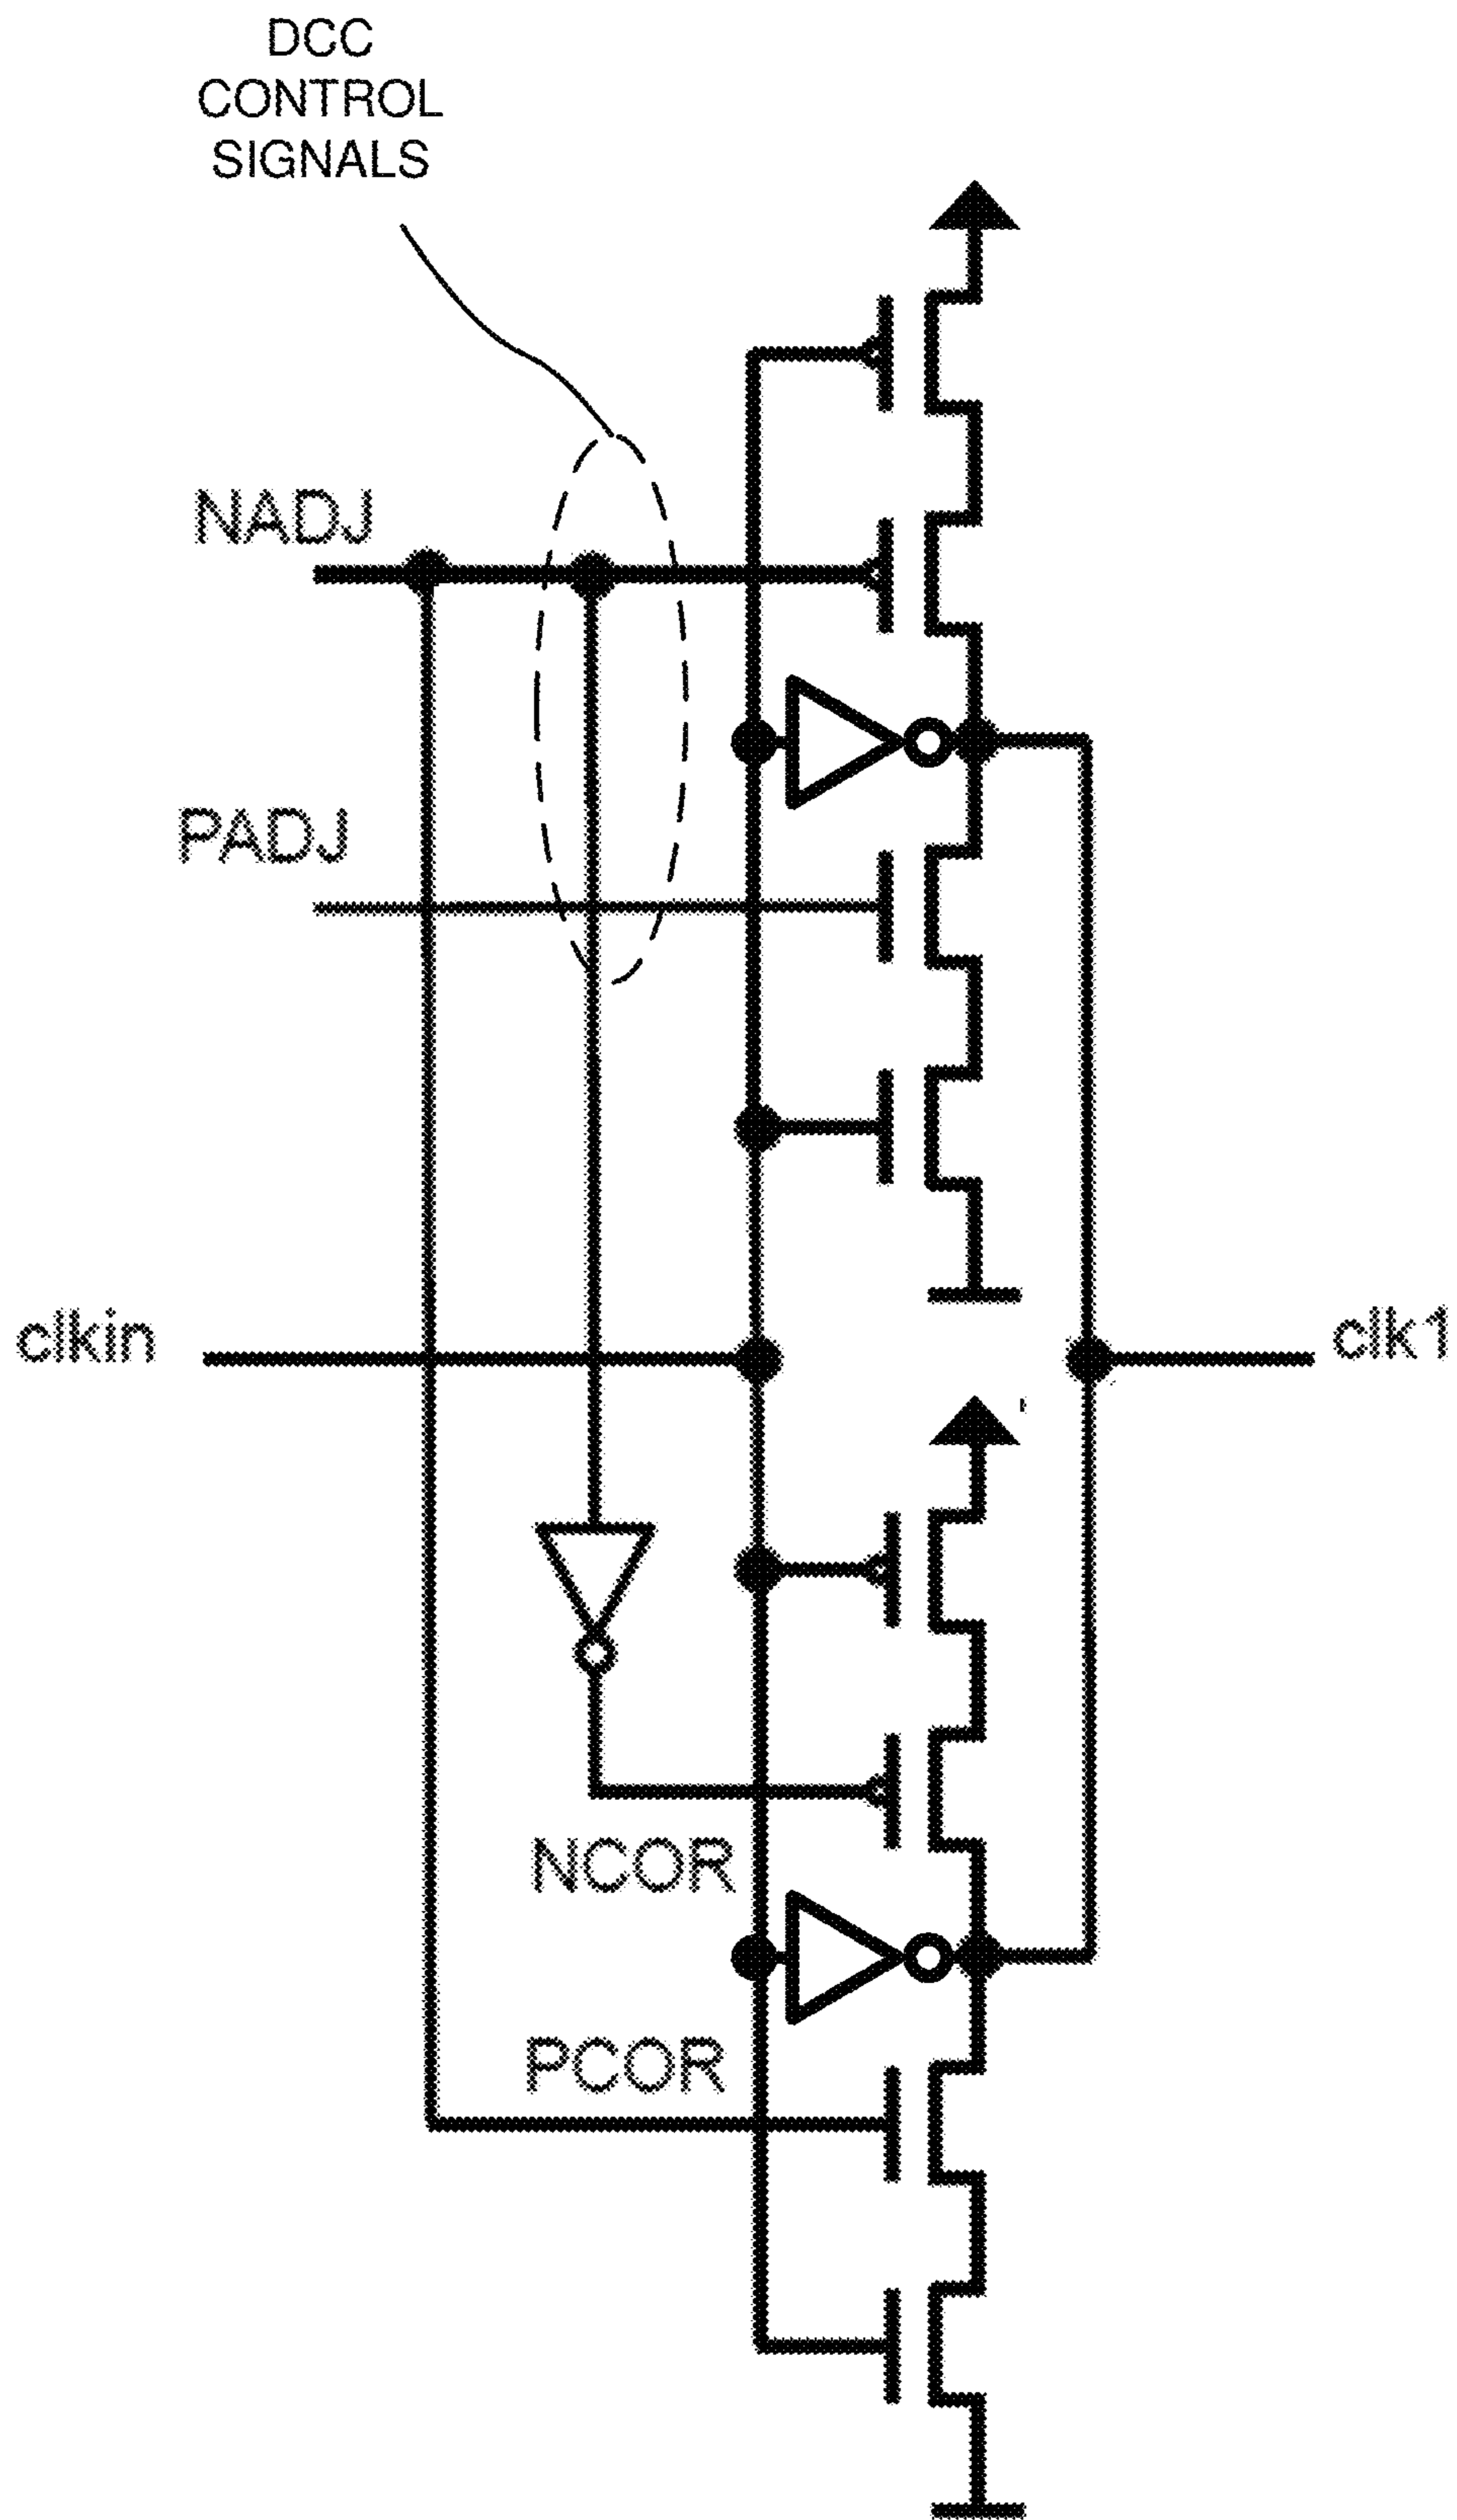 DCC
CONTROL
SIGNALS
NADJ
PADJ
clkin
clk1
NCOR
PCOR